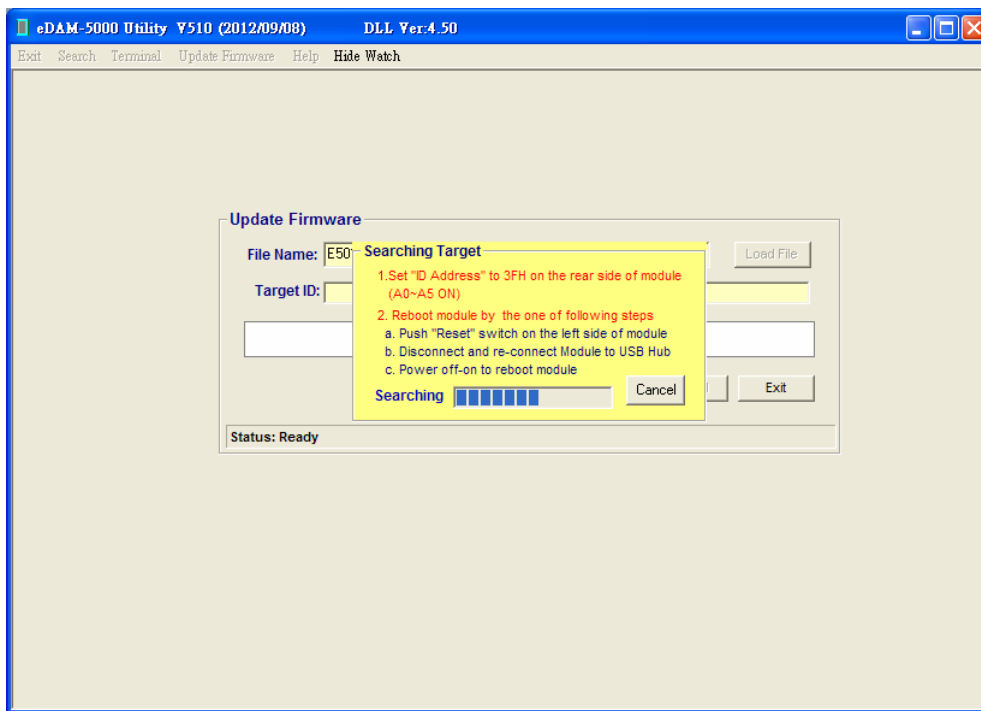 eDAM-5000 Utility V510 (2012/09/08) DLL Ver:4.50
Exit Search Terminal Update Firmware Help Hide Watch
Update Firmware
File Name: E50
Load File
Target ID:
Searching Target
1.Set "ID Address" to 3FH on the rear side of module
(A0~A5 ON)
2. Reboot module by the one of following steps
a. Push "Reset" switch on the left side of module
b. Disconnect and re-connect Module to USB Hub
c. Power off-on to reboot module
Searching
Cancel
Exit
Status: Ready